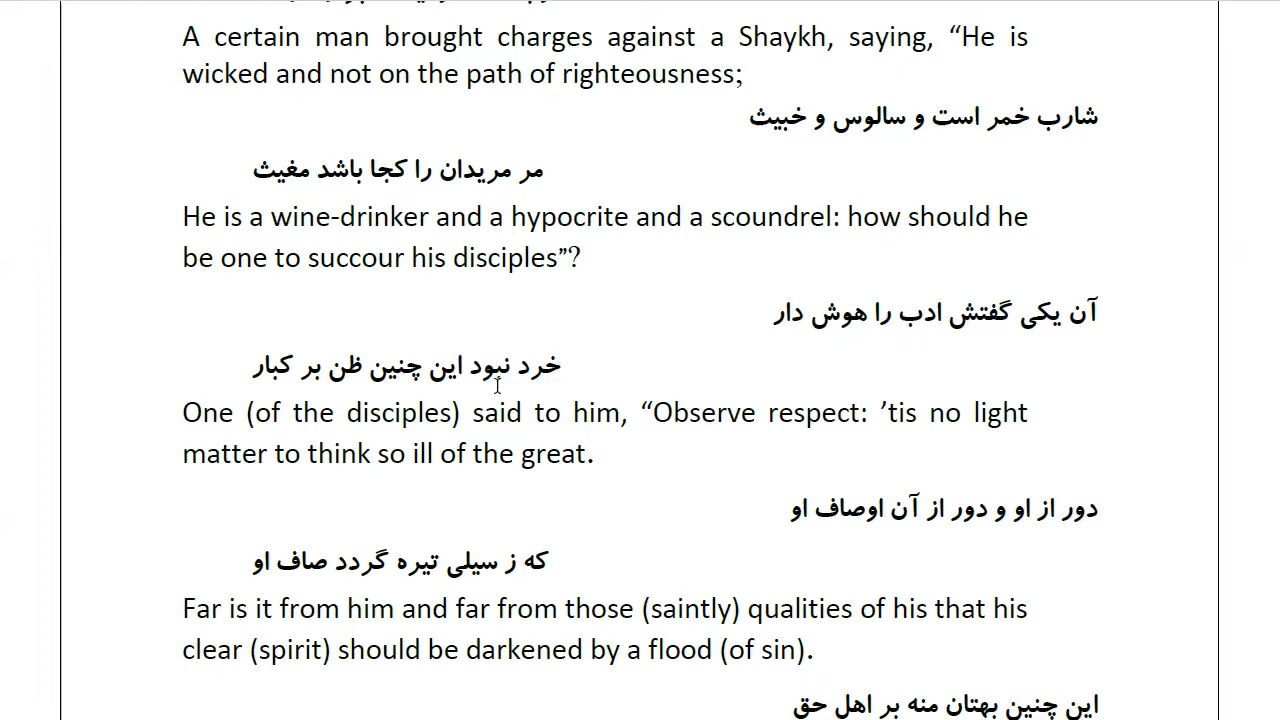 A certain man brought charges against a Shaykh, saying, “He is
wicked and not on the path of righteousness;
شارب خمر است و سالوس و خبیث
مر مریدان را کجا باشد مغیث
He is a wine-drinker and a hypocrite and a scoundrel: how should he
be one to succour his disciples”?
آن یکی گفتش ادب را هوش دار
خرد نبود این چنین ظن بر کبار
One (of the disciples) said to him, “Observe respect: ’tis no light
matter to think so ill of the great.
دور از او و دور از آن اوصاف او
که ز سیلی تیره گردد صاف او
Far is it from him and far from those (saintly) qualities of his that his
clear (spirit) should be darkened by a flood (of sin).
این چنین بهتان منه بر اهل حق